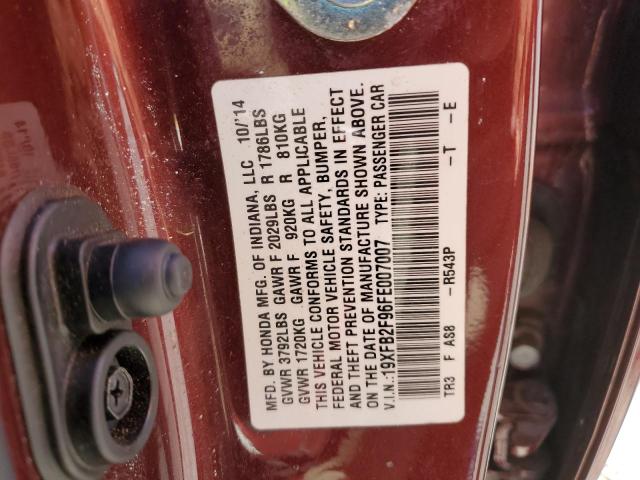 MFD. BY HONDA MFG. OF INDIANA, LLC 10/'14
GVWR 3792LBS GAWR F 2029LBS R 1786LBS
GVWR 1720KG GAWR F 920KG R 810KG
THIS VEHICLE CONFORMS TO ALL APPLICABLE
FEDERAL MOTOR VEHICLE SAFETY, BUMPER,
AND THEFT PREVENTION STANDARDS IN EFFECT
ON THE DATE OF MANUFACTURE SHOWN ABOVE.
V.I.N.:19XFB2F96FE007007 TYPE: PASSENGER CAR
TR3 F AS8 -R543P -T -E